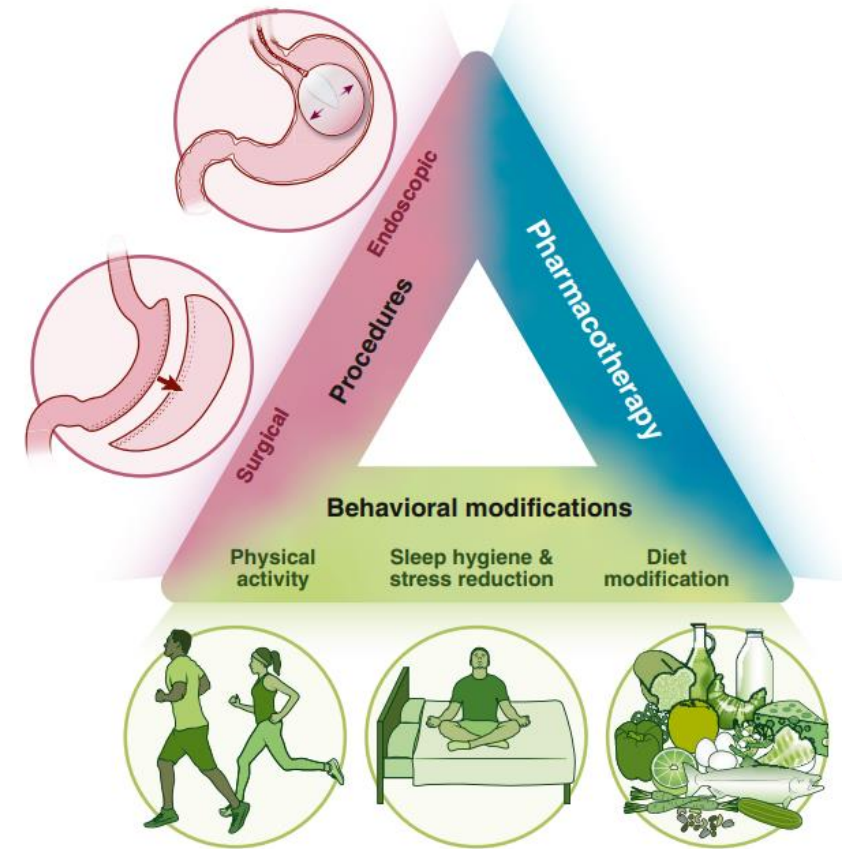 Endoscopic
Procedures
Surgical
Pharmacotherapy
Behavioral modifications
Physical
activity
Sleep hygiene &
stress reduction
Diet
modification